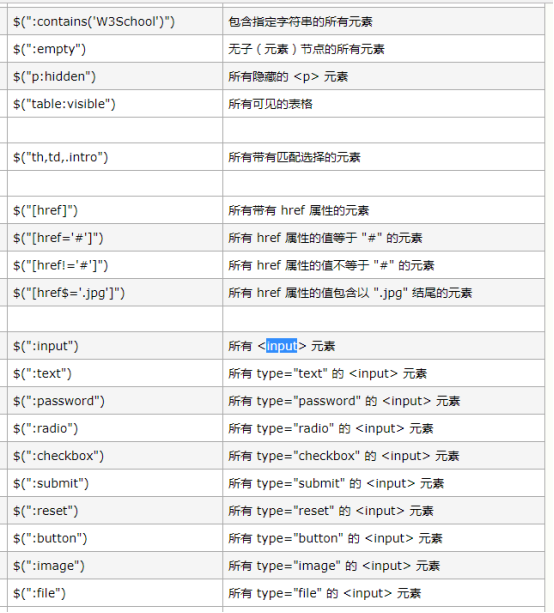 $(":contains('W3School')") 包含指定字符串的所有元素
$(":empty") 无子（元素）节点的所有元素
$("p:hidden") 所有隐藏的 <p> 元素
$("table:visible") 所有可见的表格
$("th,td,.intro") 所有带有匹配选择的元素
$("[href]") 所有带有 href 属性的元素
$("[href='#']") 所有 href 属性的值等于 "#" 的元素
$("[href!='#']") 所有 href 属性的值不等于 "#" 的元素
$("[href$='.jpg']") 所有 href 属性的值包含以 ".jpg" 结尾的元素
$(":input") 所有 <input> 元素
$(":text") 所有 type="text" 的 <input> 元素
$(":password") 所有 type="password" 的 <input> 元素
$(":radio") 所有 type="radio" 的 <input> 元素
$(":checkbox") 所有 type="checkbox" 的 <input> 元素
$(":submit") 所有 type="submit" 的 <input> 元素
$(":reset") 所有 type="reset" 的 <input> 元素
$(":button") 所有 type="button" 的 <input> 元素
$(":image") 所有 type="image" 的 <input> 元素
$(":file") 所有 type="file" 的 <input> 元素